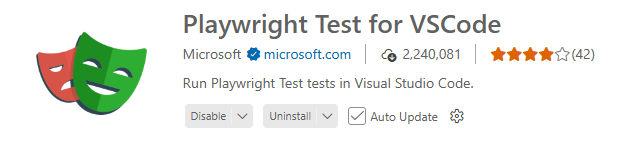 Playwright Test for VSCode
Microsoft microsoft.com 2,240,081 (42)
Run Playwright Test tests in Visual Studio Code.
Disable Uninstall Auto Update